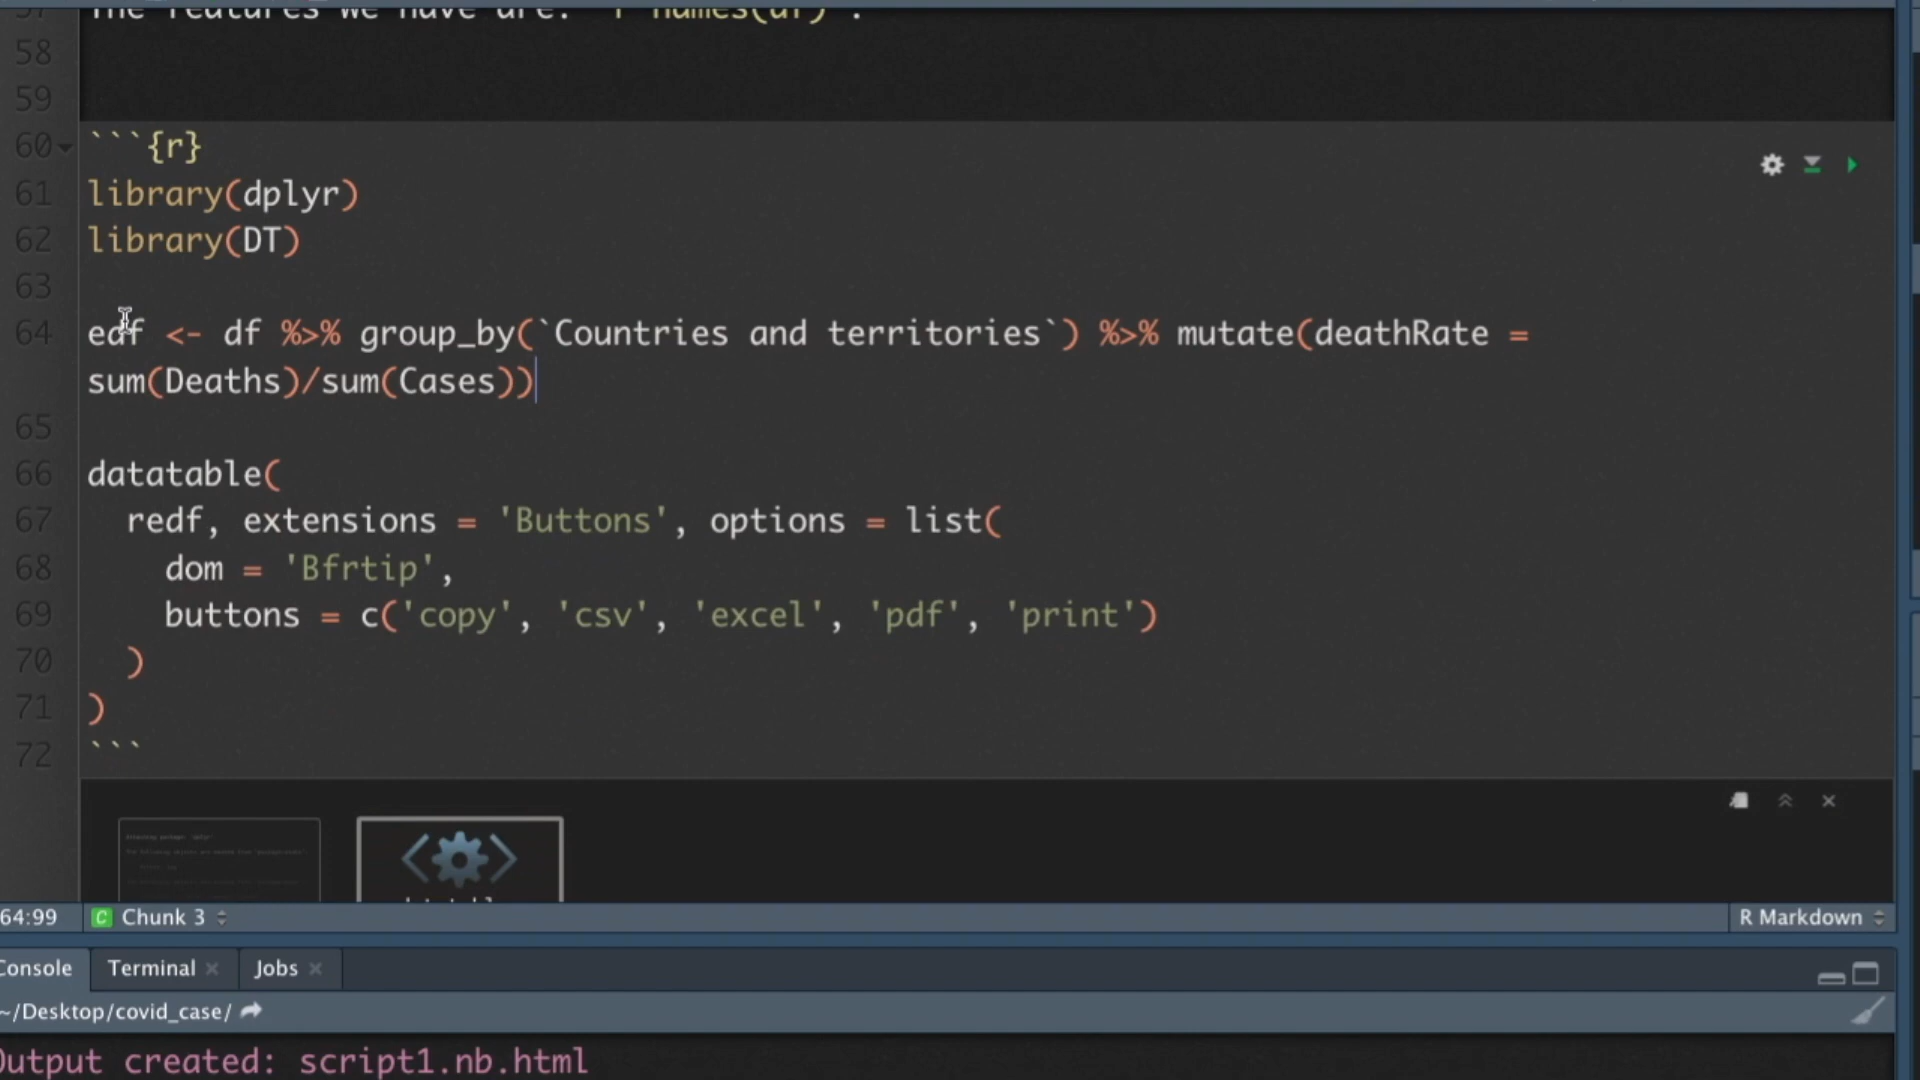 57 The features we have are: `r names(df)`.
58
59
60 ```{r}
61 library(dplyr)
62 library(DT)
63
64 edf <- df %>% group_by(`Countries and territories`) %>% mutate(deathRate =
sum(Deaths)/sum(Cases))
65
66 datatable(
67 redf, extensions = 'Buttons', options = list(
68 dom = 'Bfrtip',
69 buttons = c('copy', 'csv', 'excel', 'pdf', 'print')
70 )
71 )
72 ```
64:99 C Chunk 3 R Markdown
Console Terminal Jobs
~/Desktop/covid_case/
Output created: script1.nb.html